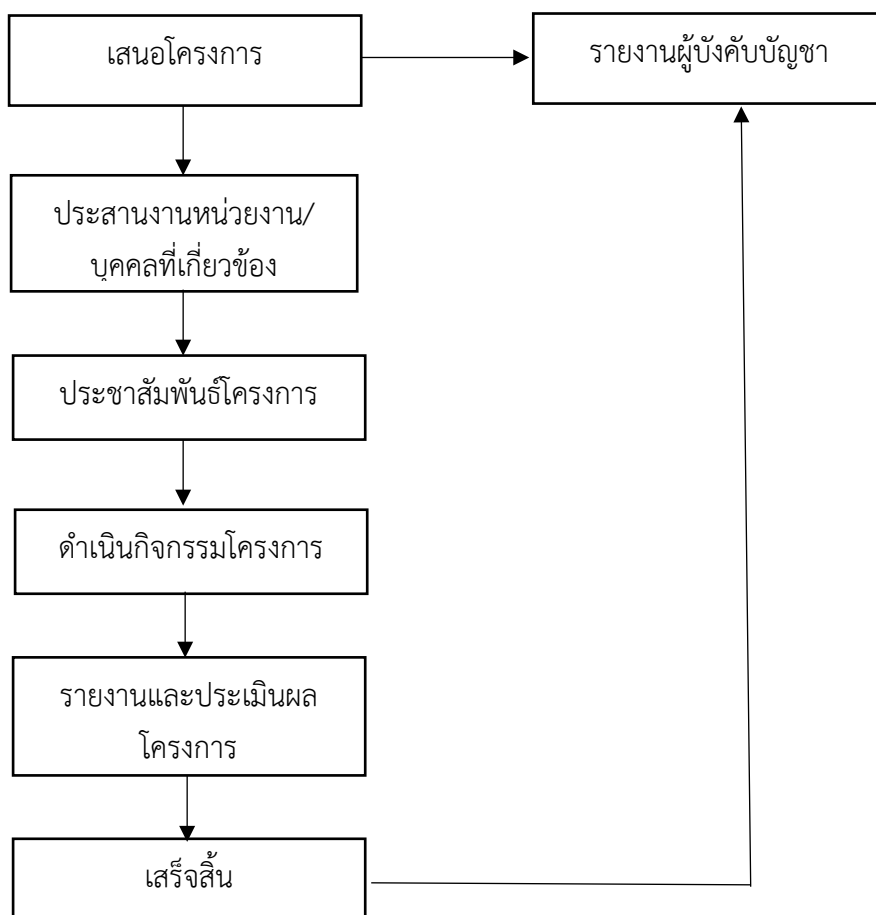 เสนอโครงการ
รายงานผู้บังคับบัญชา
ประสานงานหน่วยงาน/
บุคคลที่เกี่ยวข้อง
ประชาสัมพันธ์โครงการ
ดำเนินกิจกรรมโครงการ
รายงานและประเมินผล
โครงการ
เสร็จสิ้น